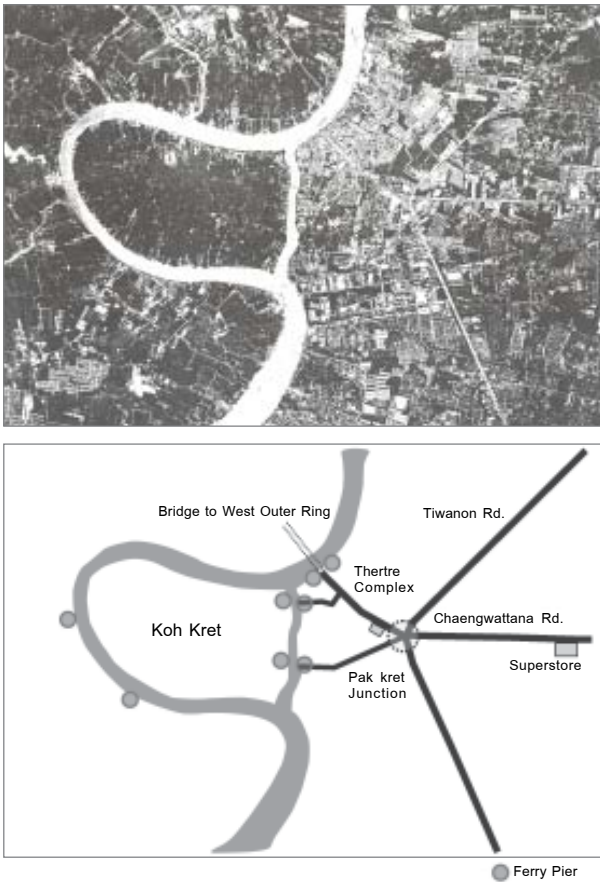 Bridge to West Outer Ring
Tiwanon Rd.
Thertre
Complex
Chaengwattana Rd.
Koh Kret
Superstore
Pak kret
Junction
Ferry Pier